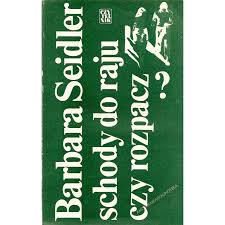 Barbara Seidler
schody do raju
czy rozpacz
?